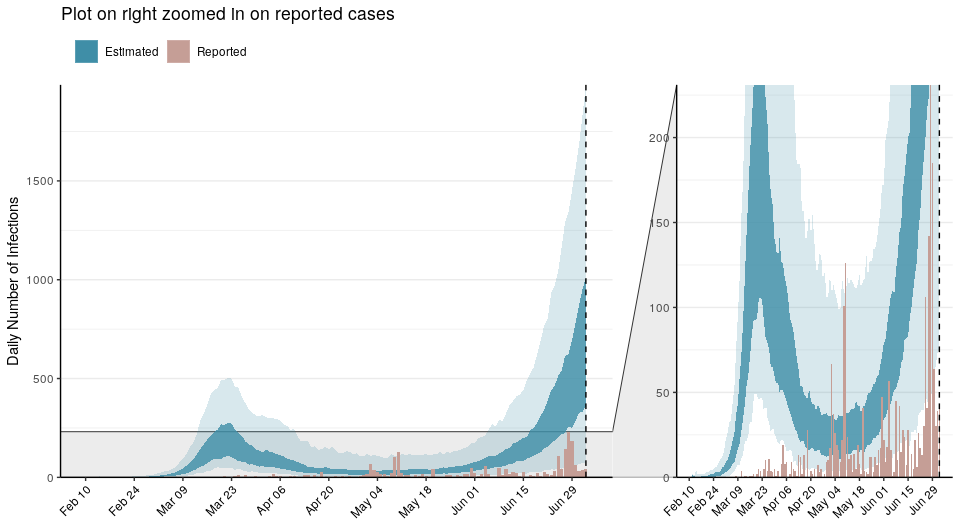 Plot on right zoomed in on reported cases
Estimated
Reported
Daily Number of Infections
1500
1000
500
0
Feb 10
Feb 24
Mar 09
Mar 23
Apr 06
Apr 20
May 04
May 18
Jun 01
Jun 15
Jun 29
200
150
100
50
0
Feb 10
Feb 24
Mar 09
Mar 23
Apr 06
Apr 20
May 04
May 18
Jun 01
Jun 15
Jun 29